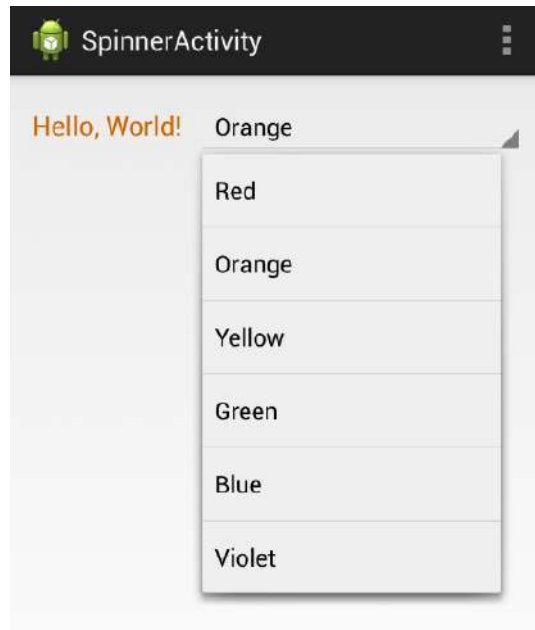 SpinnerActivity
Hello, World! Orange
Red
Orange
Yellow
Green
Blue
Violet